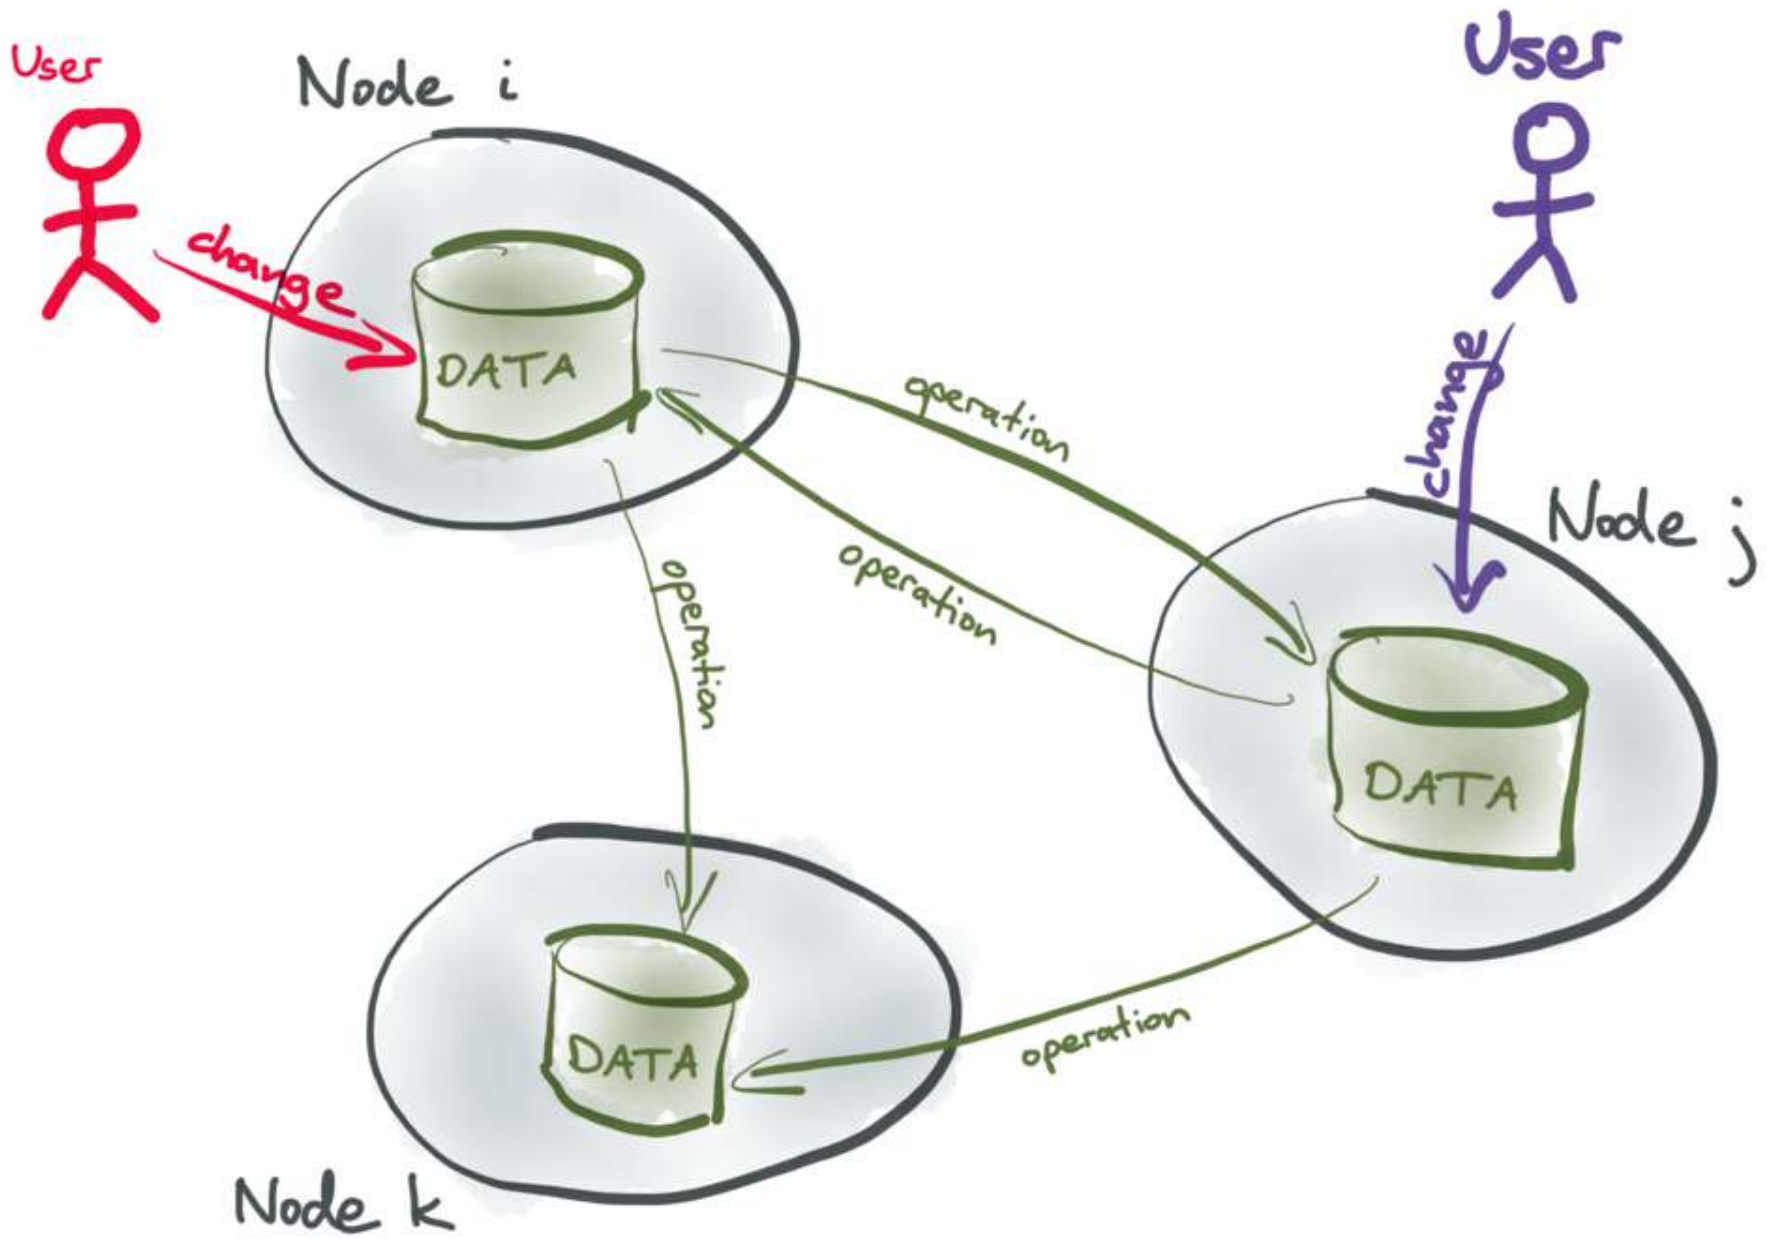 User
Node i
User
change
DATA
operation
change
Node j
operation
operation
DATA
operation
DATA
Node k